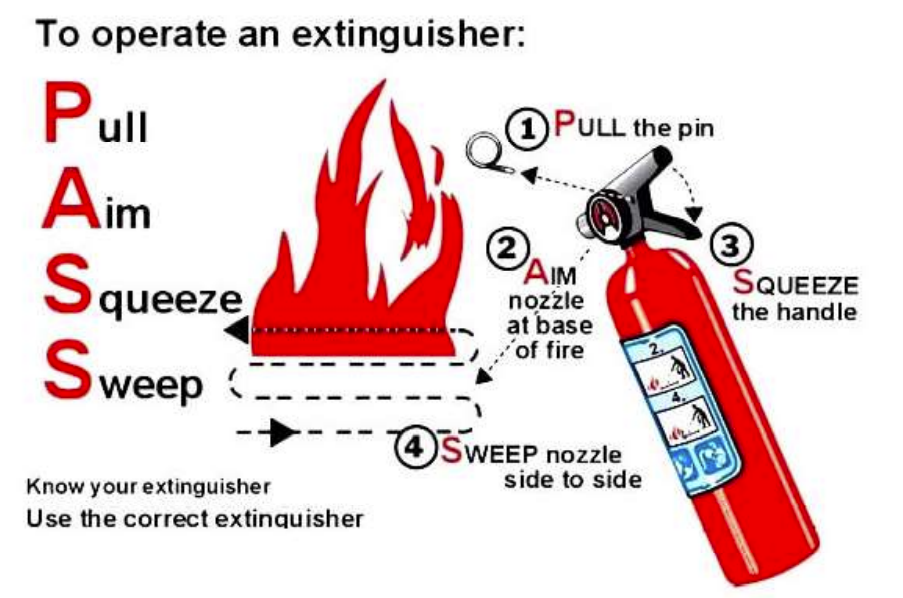 To operate an extinguisher:
Pull
Aim
Squeeze
Sweep
1 PULL the pin
2 AIM
nozzle
at base
of fire
3 SQUEEZE
the handle
4 SWEEP nozzle
side to side
2.
4.
Know your extinguisher
Use the correct extinguisher